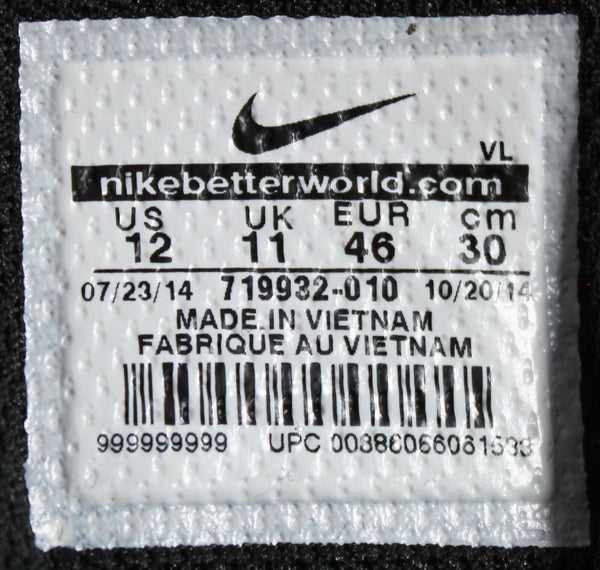 VL
nikebetterworld.com
US UK EUR cm
12 11 46 30
07/23/14 719932-010 10/20/14
MADE IN VIETNAM
FABRIQUE AU VIETNAM
999999999 UPC